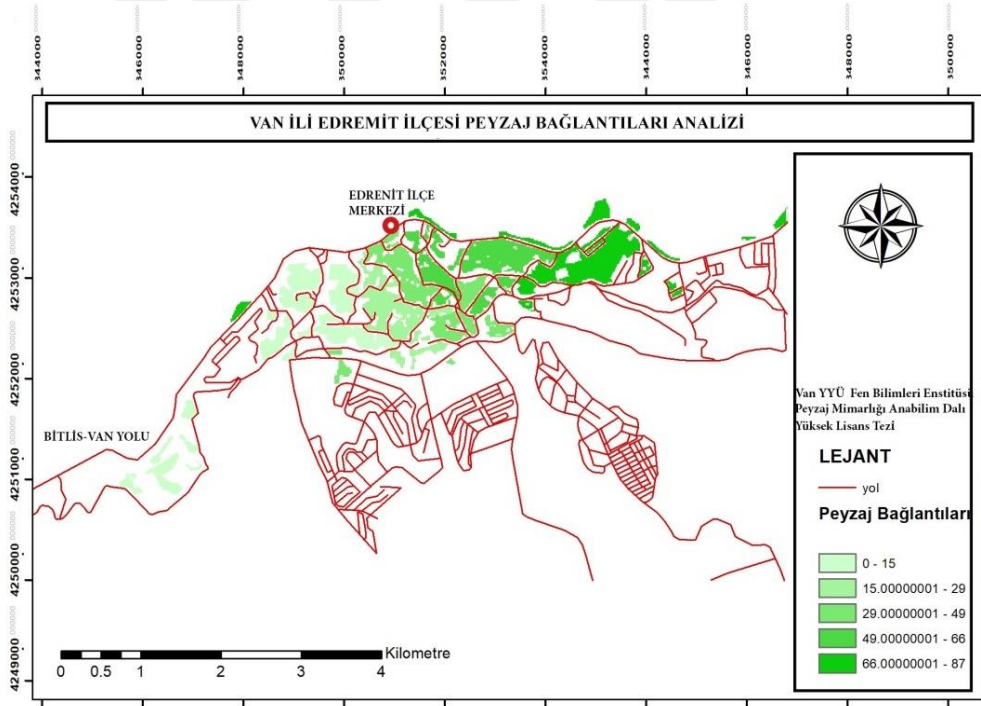 344000 346000 348000 350000 352000 354000 344000 348000 350000
VAN İLİ EDREMİT İLÇESİ PEYZAJ BAĞLANTILARI ANALİZİ
4254000
4253000
4252000
4251000
4250000
4249000
EDRENİT İLÇE
MERKEZİ
BİTLİS-VAN YOLU
Van YYÜ Fen Bilimleri Enstitüsü
Peyzaj Mimarlığı Anabilim Dalı
Yüksek Lisans Tezi
LEJANT
yol
Peyzaj Bağlantıları
0 - 15
15.00000001 - 29
29.00000001 - 49
49.00000001 - 66
66.00000001 - 87
Kilometre
0 0.5 1 2 3 4